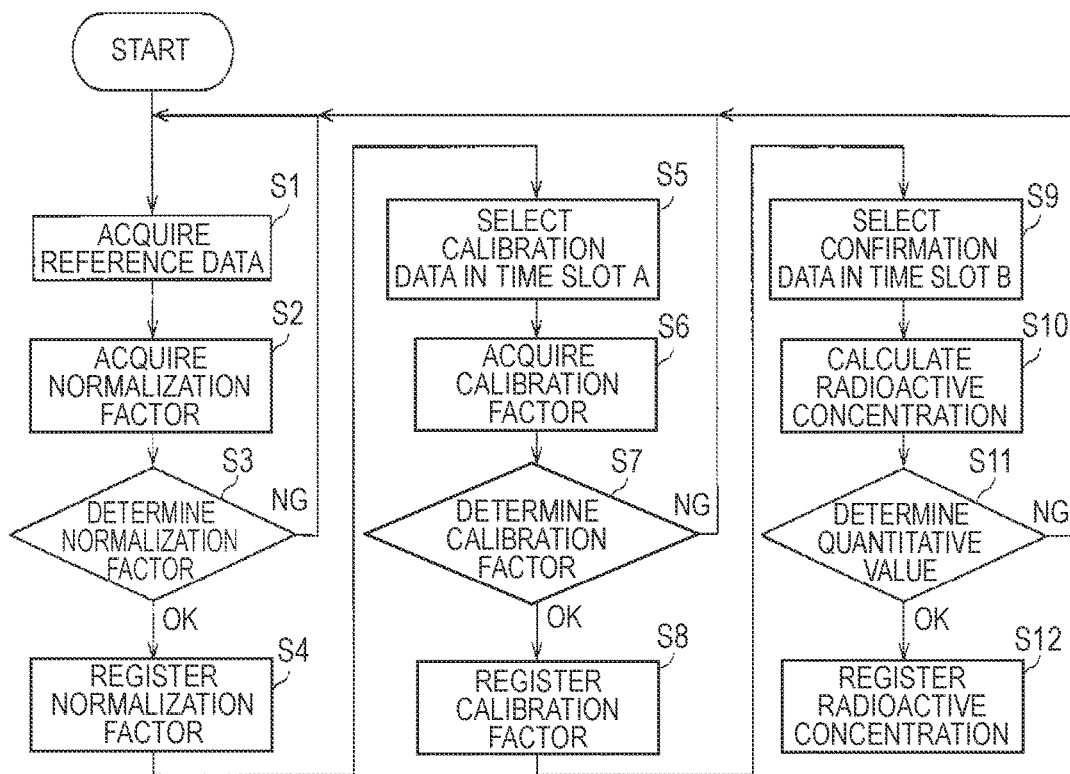 START
S1
ACQUIRE
REFERENCE DATA
S2
ACQUIRE
NORMALIZATION
FACTOR
S3
NG
DETERMINE
NORMALIZATION
FACTOR
OK
S4
REGISTER
NORMALIZATION
FACTOR
S5
SELECT
CALIBRATION
DATA IN TIME SLOT A
S6
ACQUIRE
CALIBRATION
FACTOR
S7
NG
DETERMINE
CALIBRATION
FACTOR
OK
S8
REGISTER
CALIBRATION
FACTOR
S9
SELECT
CONFIRMATION
DATA IN TIME SLOT B
S10
CALCULATE
RADIOACTIVE
CONCENTRATION
S11
NG
DETERMINE
QUANTITATIVE
VALUE
OK
S12
REGISTER
RADIOACTIVE
CONCENTRATION